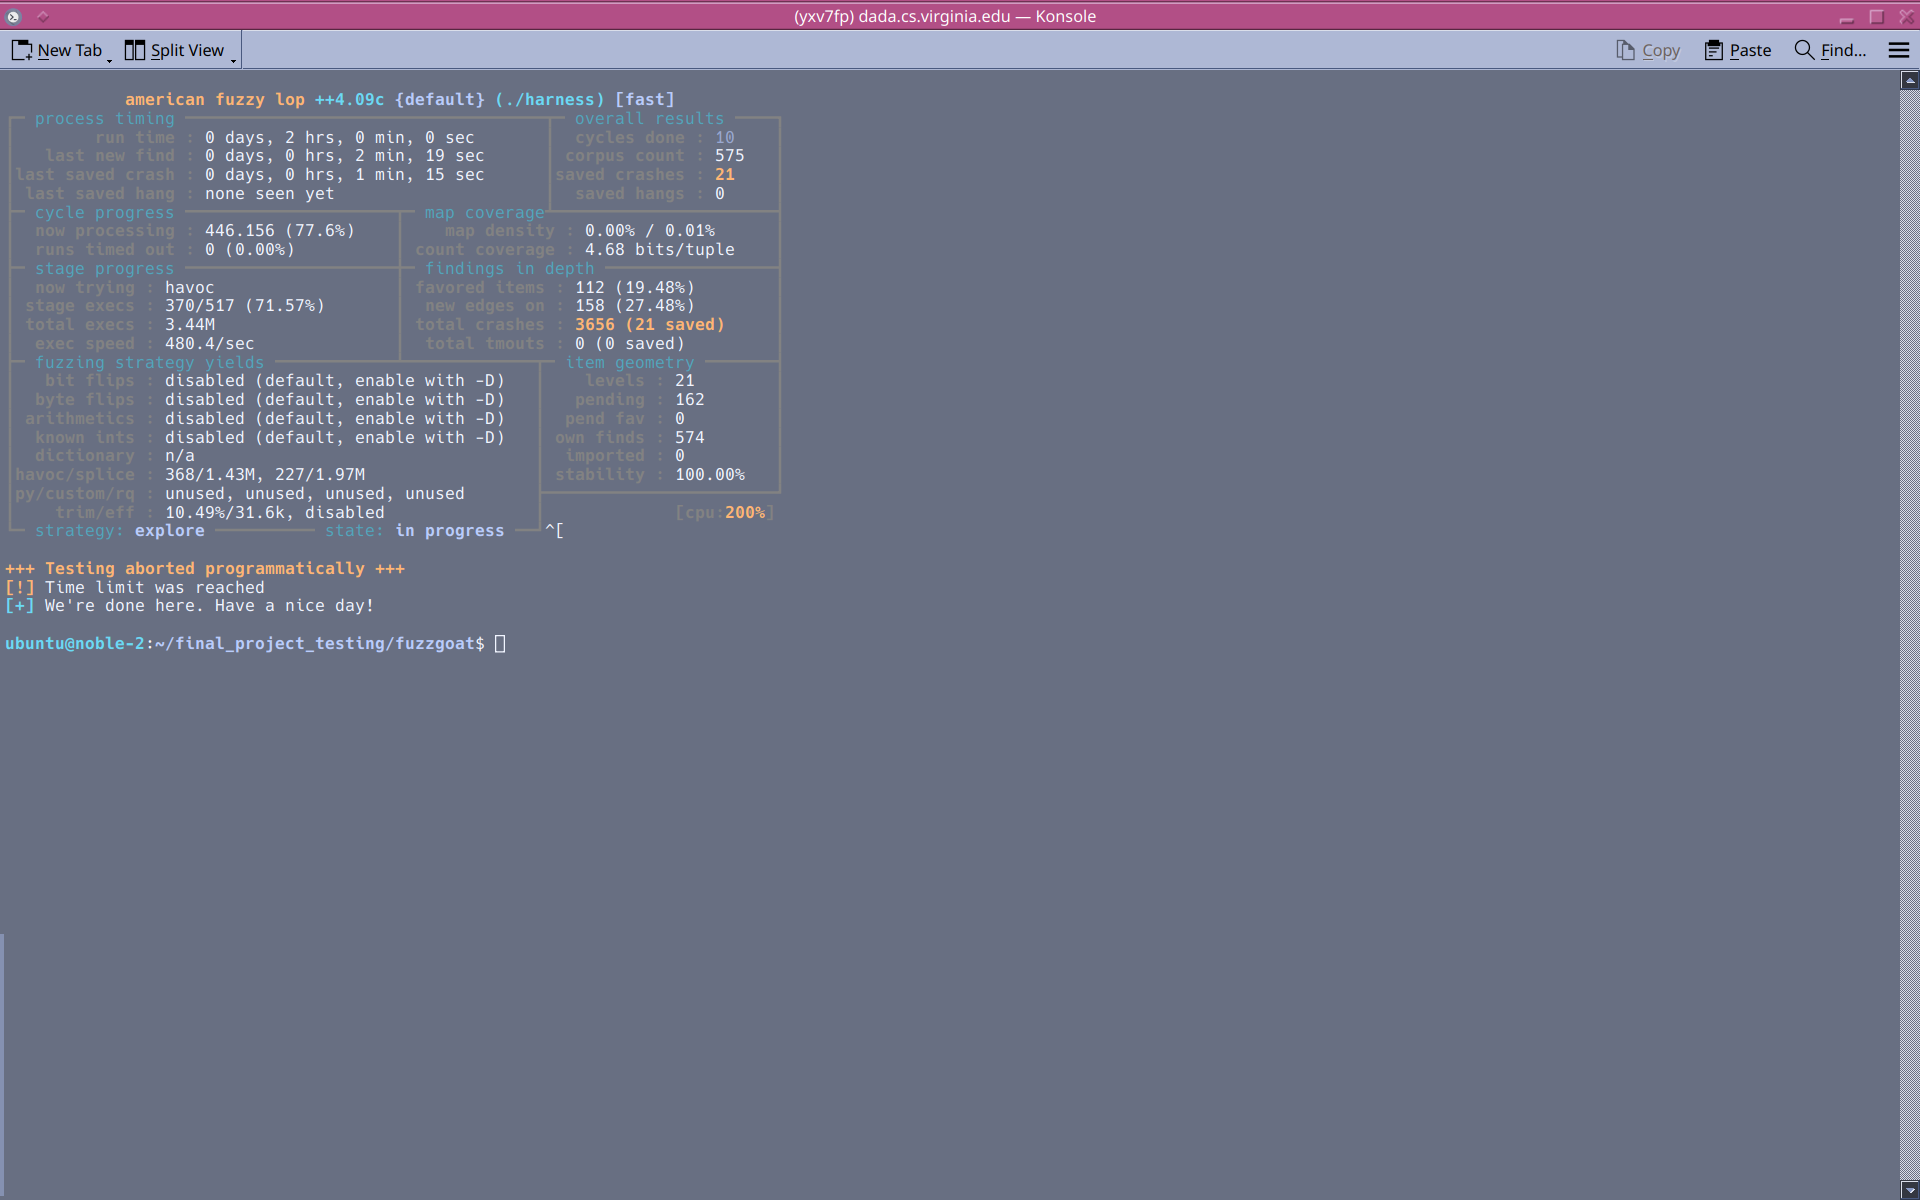 (yxv7fp) dada.cs.virginia.edu — Konsole
New Tab Split View Copy Paste Find...
american fuzzy lop ++4.09c {default} (./harness) [fast]
process timing overall results
run time : 0 days, 2 hrs, 0 min, 0 sec cycles done : 10
last new find : 0 days, 0 hrs, 2 min, 19 sec corpus count : 575
last saved crash : 0 days, 0 hrs, 1 min, 15 sec saved crashes : 21
last saved hang : none seen yet saved hangs : 0
cycle progress map coverage
now processing : 446.156 (77.6%) map density : 0.00% / 0.01%
runs timed out : 0 (0.00%) count coverage : 4.68 bits/tuple
stage progress findings in depth
now trying : havoc favored items : 112 (19.48%)
stage execs : 370/517 (71.57%) new edges on : 158 (27.48%)
total execs : 3.44M total crashes : 3656 (21 saved)
exec speed : 480.4/sec total tmouts : 0 (0 saved)
fuzzing strategy yields item geometry
bit flips : disabled (default, enable with -D) levels : 21
byte flips : disabled (default, enable with -D) pending : 162
arithmetics : disabled (default, enable with -D) pend fav : 0
known ints : disabled (default, enable with -D) own finds : 574
dictionary : n/a imported : 0
havoc/splice : 368/1.43M, 227/1.97M stability : 100.00%
py/custom/rq : unused, unused, unused, unused
trim/eff : 10.49%/31.6k, disabled [cpu:200%]
strategy: explore state: in progress ^[
+++ Testing aborted programmatically +++
[!] Time limit was reached
[+] We're done here. Have a nice day!
ubuntu@noble-2:~/final_project_testing/fuzzgoat$